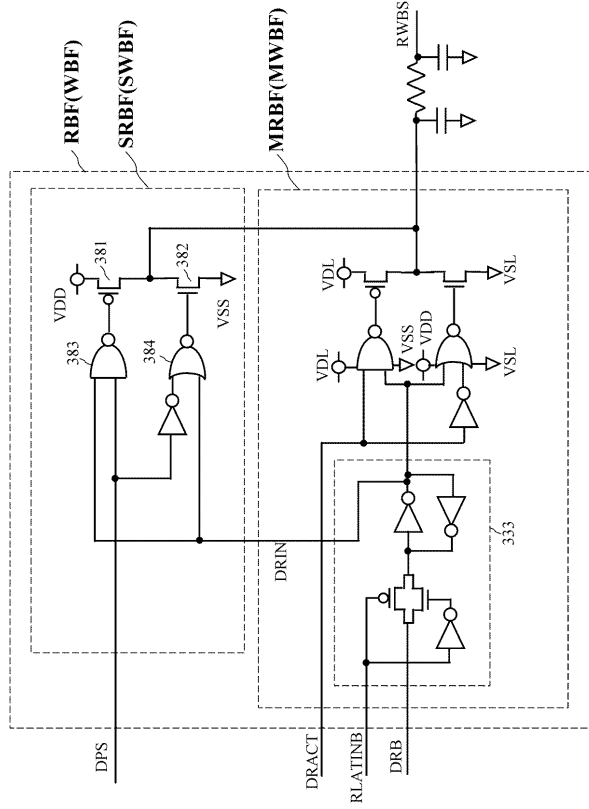 RBF(WBF)
SRBF(SWBF)
MRBF(MWBF)
RWBS
VDD
381
382
VSS
383
384
VDL
VSL
VDL
VSS
VDD
VSL
DRIN
333
DPS
DRACT
RLATINB
DRB